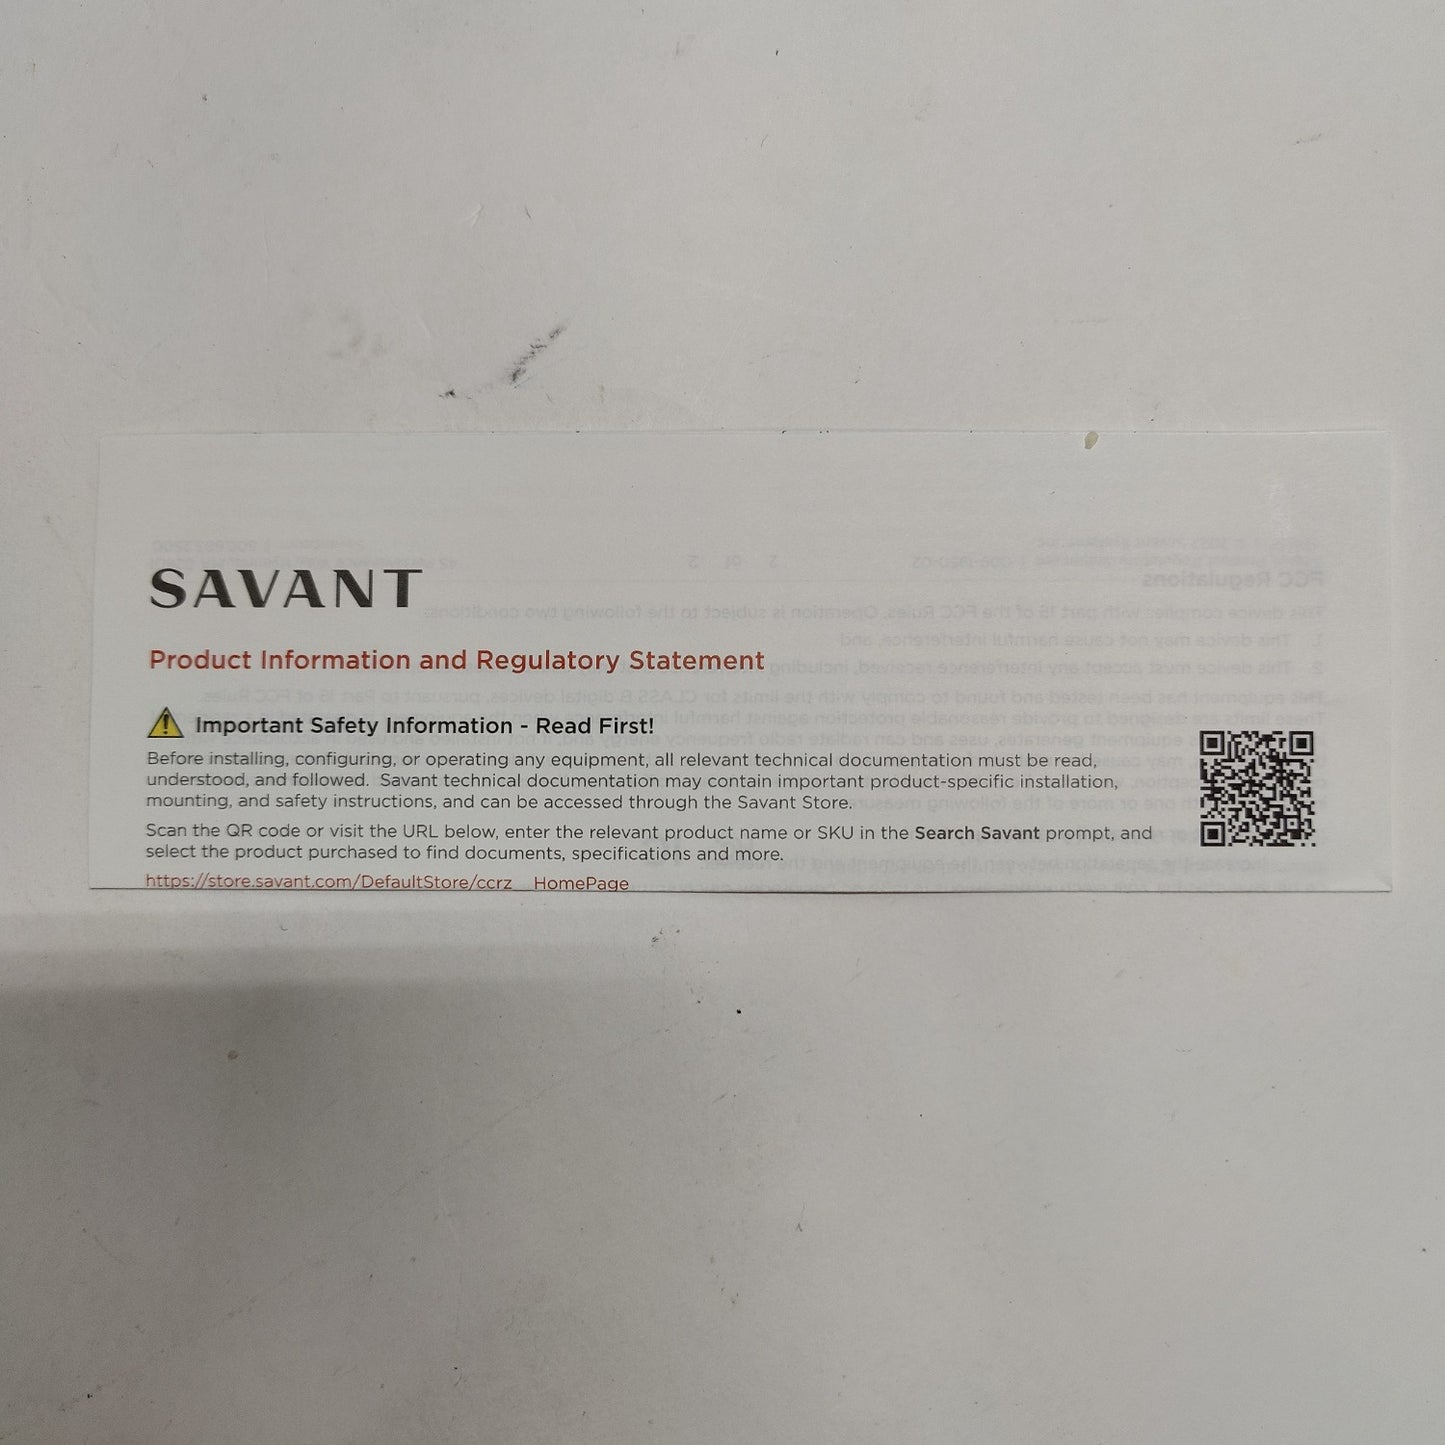 SAVANT
Product Information and Regulatory Statement
Important Safety Information - Read First!
Before installing, configuring, or operating any equipment, all relevant technical documentation must be read,
understood, and followed. Savant technical documentation may contain important product-specific installation,
mounting, and safety instructions, and can be accessed through the Savant Store.
Scan the QR code or visit the URL below, enter the relevant product name or SKU in the Search Savant prompt, and
select the product purchased to find documents, specifications and more.
https://store.savant.com/DefaultStore/ccrz__HomePage